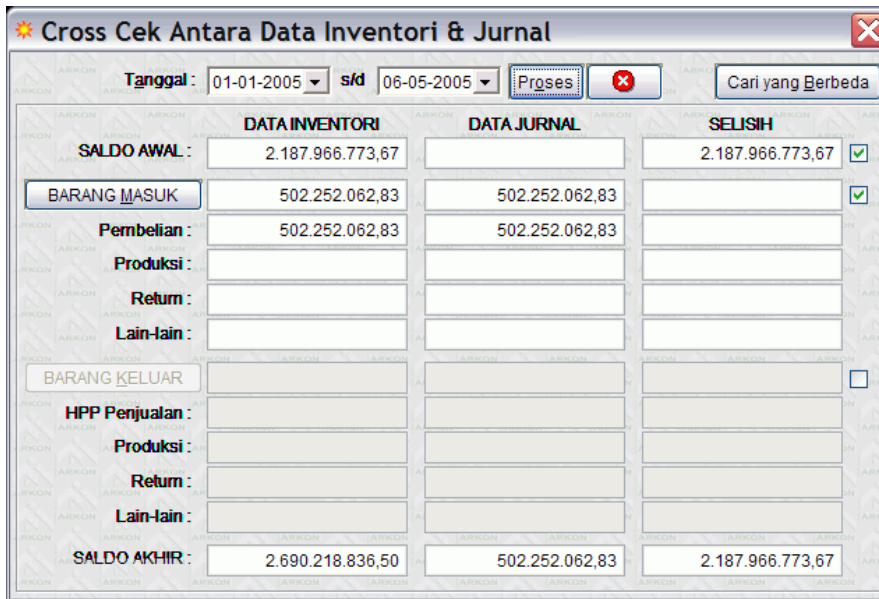 Cross Cek Antara Data Inventori & Jurnal
Tanggal : 01-01-2005 s/d 06-05-2005 Proses Cari yang Berbeda
DATA INVENTORI DATA JURNAL SELISIH
SALDO AWAL : 2.187.966.773,67 2.187.966.773,67
BARANG MASUK 502.252.062,83 502.252.062,83
Pembelian : 502.252.062,83 502.252.062,83
Produksi :
Return :
Lain-lain :
BARANG KELUAR
HPP Penjualan :
Produksi :
Return :
Lain-lain :
SALDO AKHIR : 2.690.218.836,50 502.252.062,83 2.187.966.773,67
ARKON